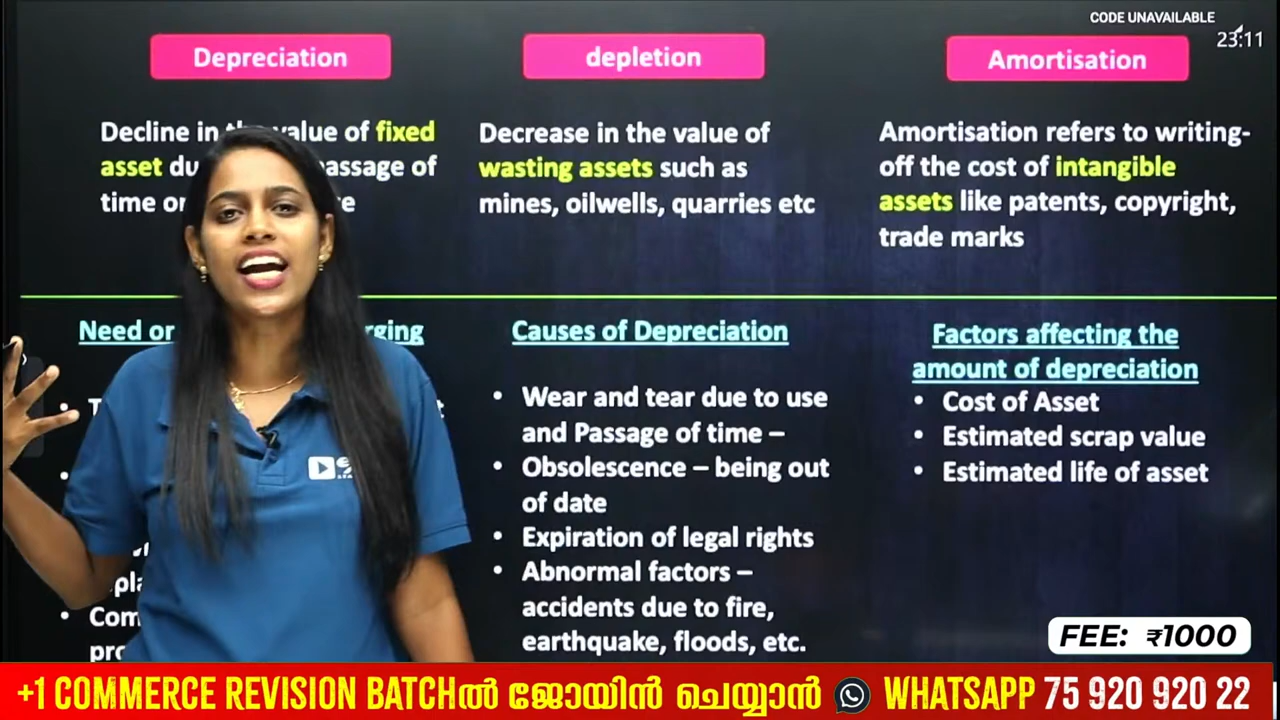 CODE UNAVAILABLE
23:11
Depreciation
Decline in the value of fixed
asset passage of
time or
depletion
Decrease in the value of
wasting assets such as
mines, oilwells, quarries etc
Amortisation
Amortisation refers to writing-
off the cost of intangible
assets like patents, copyright,
trade marks
Need or
Causes of Depreciation
• Wear and tear due to use
and Passage of time –
• Obsolescence – being out
of date
• Expiration of legal rights
• Abnormal factors –
accidents due to fire,
earthquake, floods, etc.
Factors affecting the
amount of depreciation
• Cost of Asset
• Estimated scrap value
• Estimated life of asset
FEE: ₹1000
+1 COMMERCE REVISION BATCHൽ ജോയിൻ ചെയ്യാൻ WHATSAPP 75 920 920 22